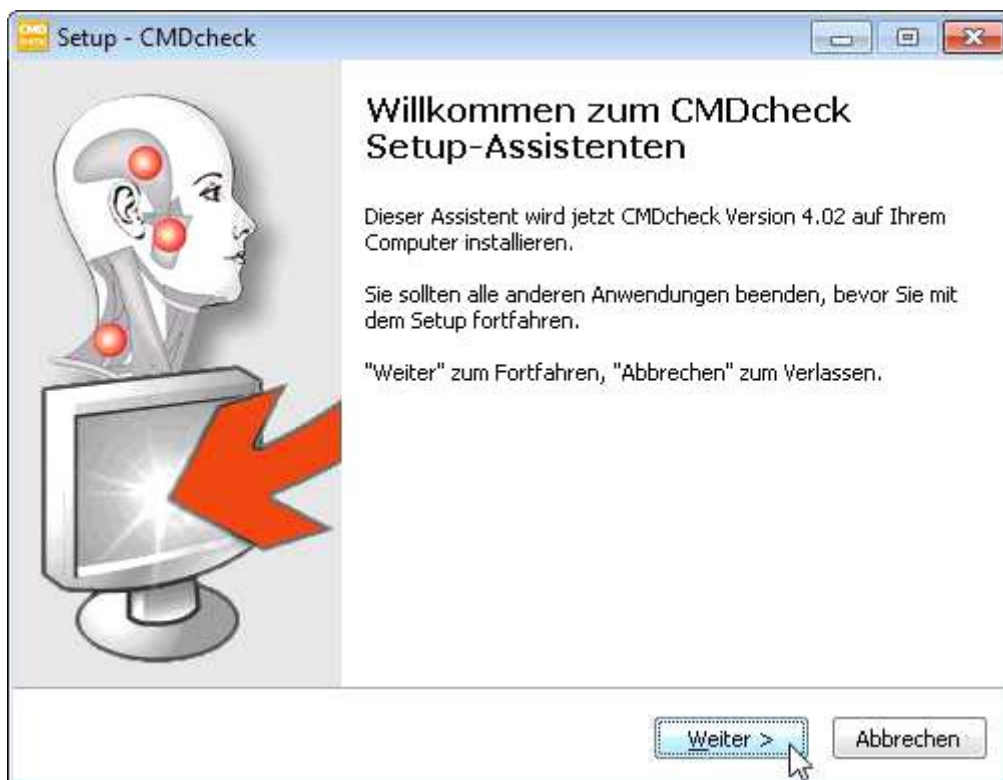 CMD
Setup - CMDcheck
Willkommen zum CMDcheck
Setup-Assistenten
Dieser Assistent wird jetzt CMDcheck Version 4.02 auf Ihrem
Computer installieren.
Sie sollten alle anderen Anwendungen beenden, bevor Sie mit
dem Setup fortfahren.
"Weiter" zum Fortfahren, "Abbrechen" zum Verlassen.
Weiter >
Abbrechen